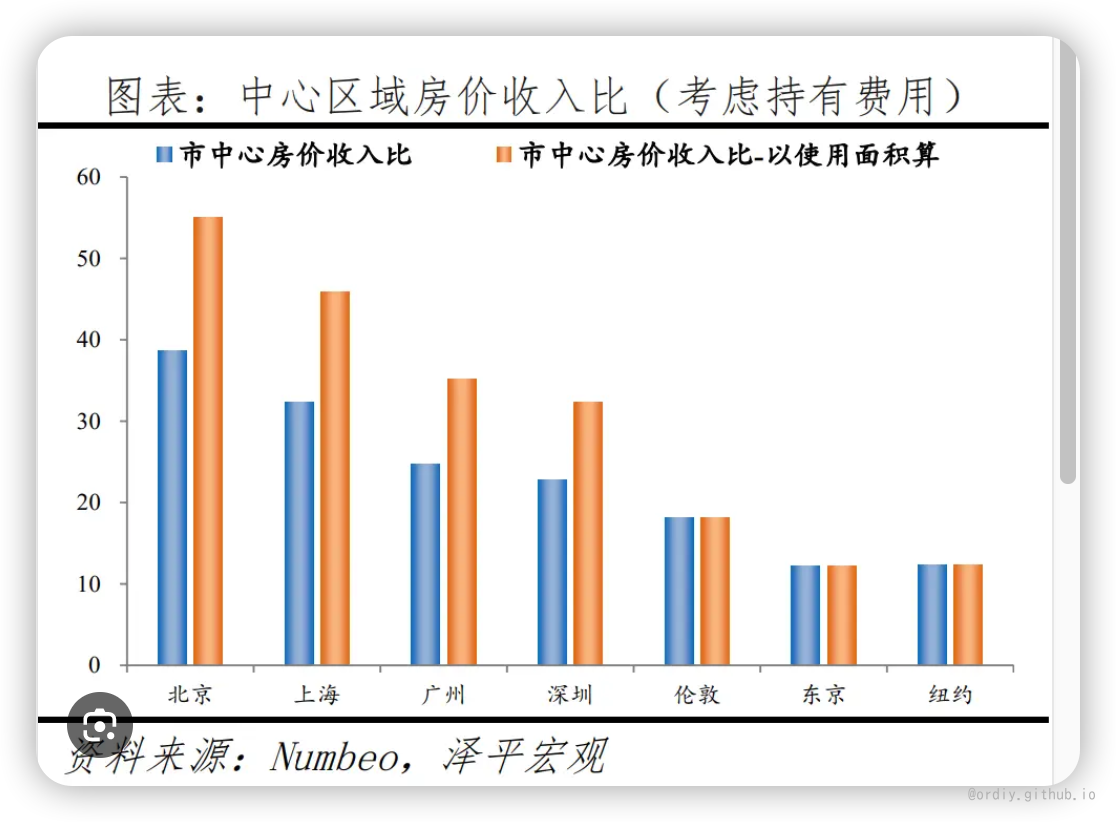 图表：中心区域房价收入比（考虑持有费用）
市中心房价收入比 市中心房价收入比-以使用面积算
60
50
40
30
20
10
0
北京 上海 广州 深圳 伦敦 东京 纽约
资料来源：Numbeo，泽平宏观
@ordiy.github.io